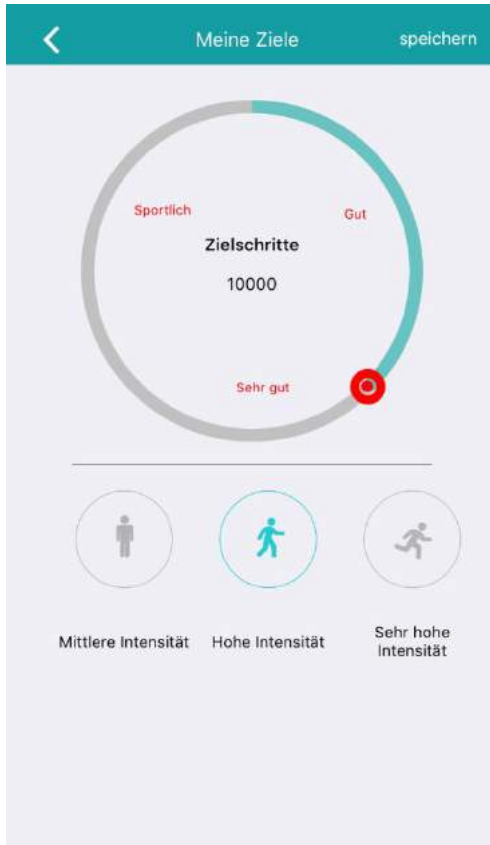 Meine Ziele
speichern
Sportlich
Gut
Zielschritte
10000
Sehr gut
Mittlere Intensität
Hohe Intensität
Sehr hohe
Intensität